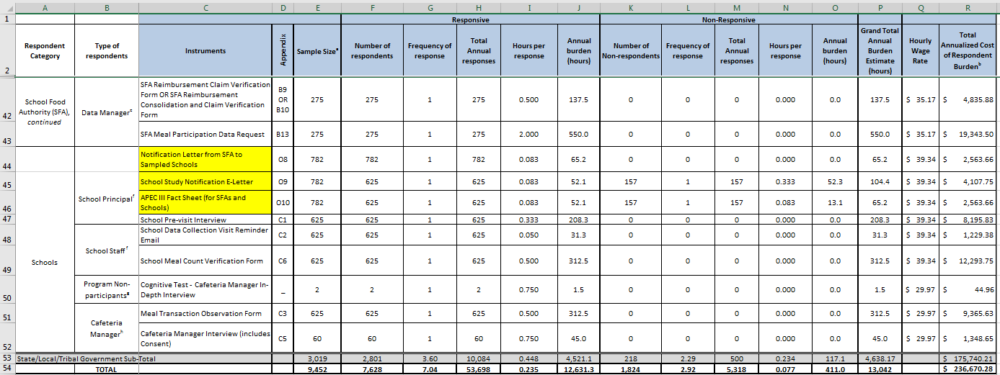 A B C D E F G H I J K L M N O P Q R
1 Responsive Non-Responsive
2 Respondent Category Type of respondents Instruments Appendix Sample Sizeᵃ Number of respondents Frequency of response Total Annual responses Hours per response Annual burden (hours) Number of Non-respondents Frequency of response Total Annual responses Hours per response Annual burden (hours) Grand Total Annual Burden Estimate (hours) Hourly Wage Rate Total Annualized Cost of Respondent Burdenᵇ
42 School Food Authority (SFA), continued Data Managerᶜ SFA Reimbursement Claim Verification Form OR SFA Reimbursement Consolidation and Claim Verification Form B9 OR B10 275 275 1 275 0.500 137.5 0 0 0 0.000 0.0 137.5 $ 35.17 $ 4,835.88
43 SFA Meal Participation Data Request B13 275 275 1 275 2.000 550.0 0 0 0 0.000 0.0 550.0 $ 35.17 $ 19,343.50
44 Notification Letter from SFA to Sampled Schools O8 782 782 1 782 0.083 65.2 0 0 0 0.000 0.0 65.2 $ 39.34 $ 2,563.66
45 School Study Notification E-Letter O9 782 625 1 625 0.083 52.1 157 1 157 0.333 52.3 104.4 $ 39.34 $ 4,107.75
46 School Principalᶠ APEC III Fact Sheet (for SFAs and Schools) O10 782 625 1 625 0.083 52.1 157 1 157 0.083 13.1 65.2 $ 39.34 $ 2,563.66
47 School Pre-visit Interview C1 625 625 1 625 0.333 208.3 0 0 0 0.000 0.0 208.3 $ 39.34 $ 8,195.83
48 School Data Collection Visit Reminder Email C2 625 625 1 625 0.050 31.3 0 0 0 0.000 0.0 31.3 $ 39.34 $ 1,229.38
49 Schools School Staffᶠ School Meal Count Verification Form C6 625 625 1 625 0.500 312.5 0 0 0 0.000 0.0 312.5 $ 39.34 $ 12,293.75
50 Program Non-participantsᵍ Cognitive Test - Cafeteria Manager In-Depth Interview _ 2 2 1 2 0.750 1.5 0 0 0 0.000 0.0 1.5 $ 29.97 $ 44.96
51 Cafeteria Managerʰ Meal Transaction Observation Form C3 625 625 1 625 0.500 312.5 0 0 0 0.000 0.0 312.5 $ 29.97 $ 9,365.63
52 Cafeteria Manager Interview (includes Consent) C5 60 60 1 60 0.750 45.0 0 0 0 0.000 0.0 45.0 $ 29.97 $ 1,348.65
53 State/Local/Tribal Government Sub-Total 3,019 2,801 3.60 10,084 0.448 4,521.1 218 2.29 500 0.234 117.1 4,638.17 $ 175,740.21
54 TOTAL 9,452 7,628 7.04 53,698 0.235 12,631.3 1,824 2.92 5,318 0.077 411.0 13,042 $ 236,670.28